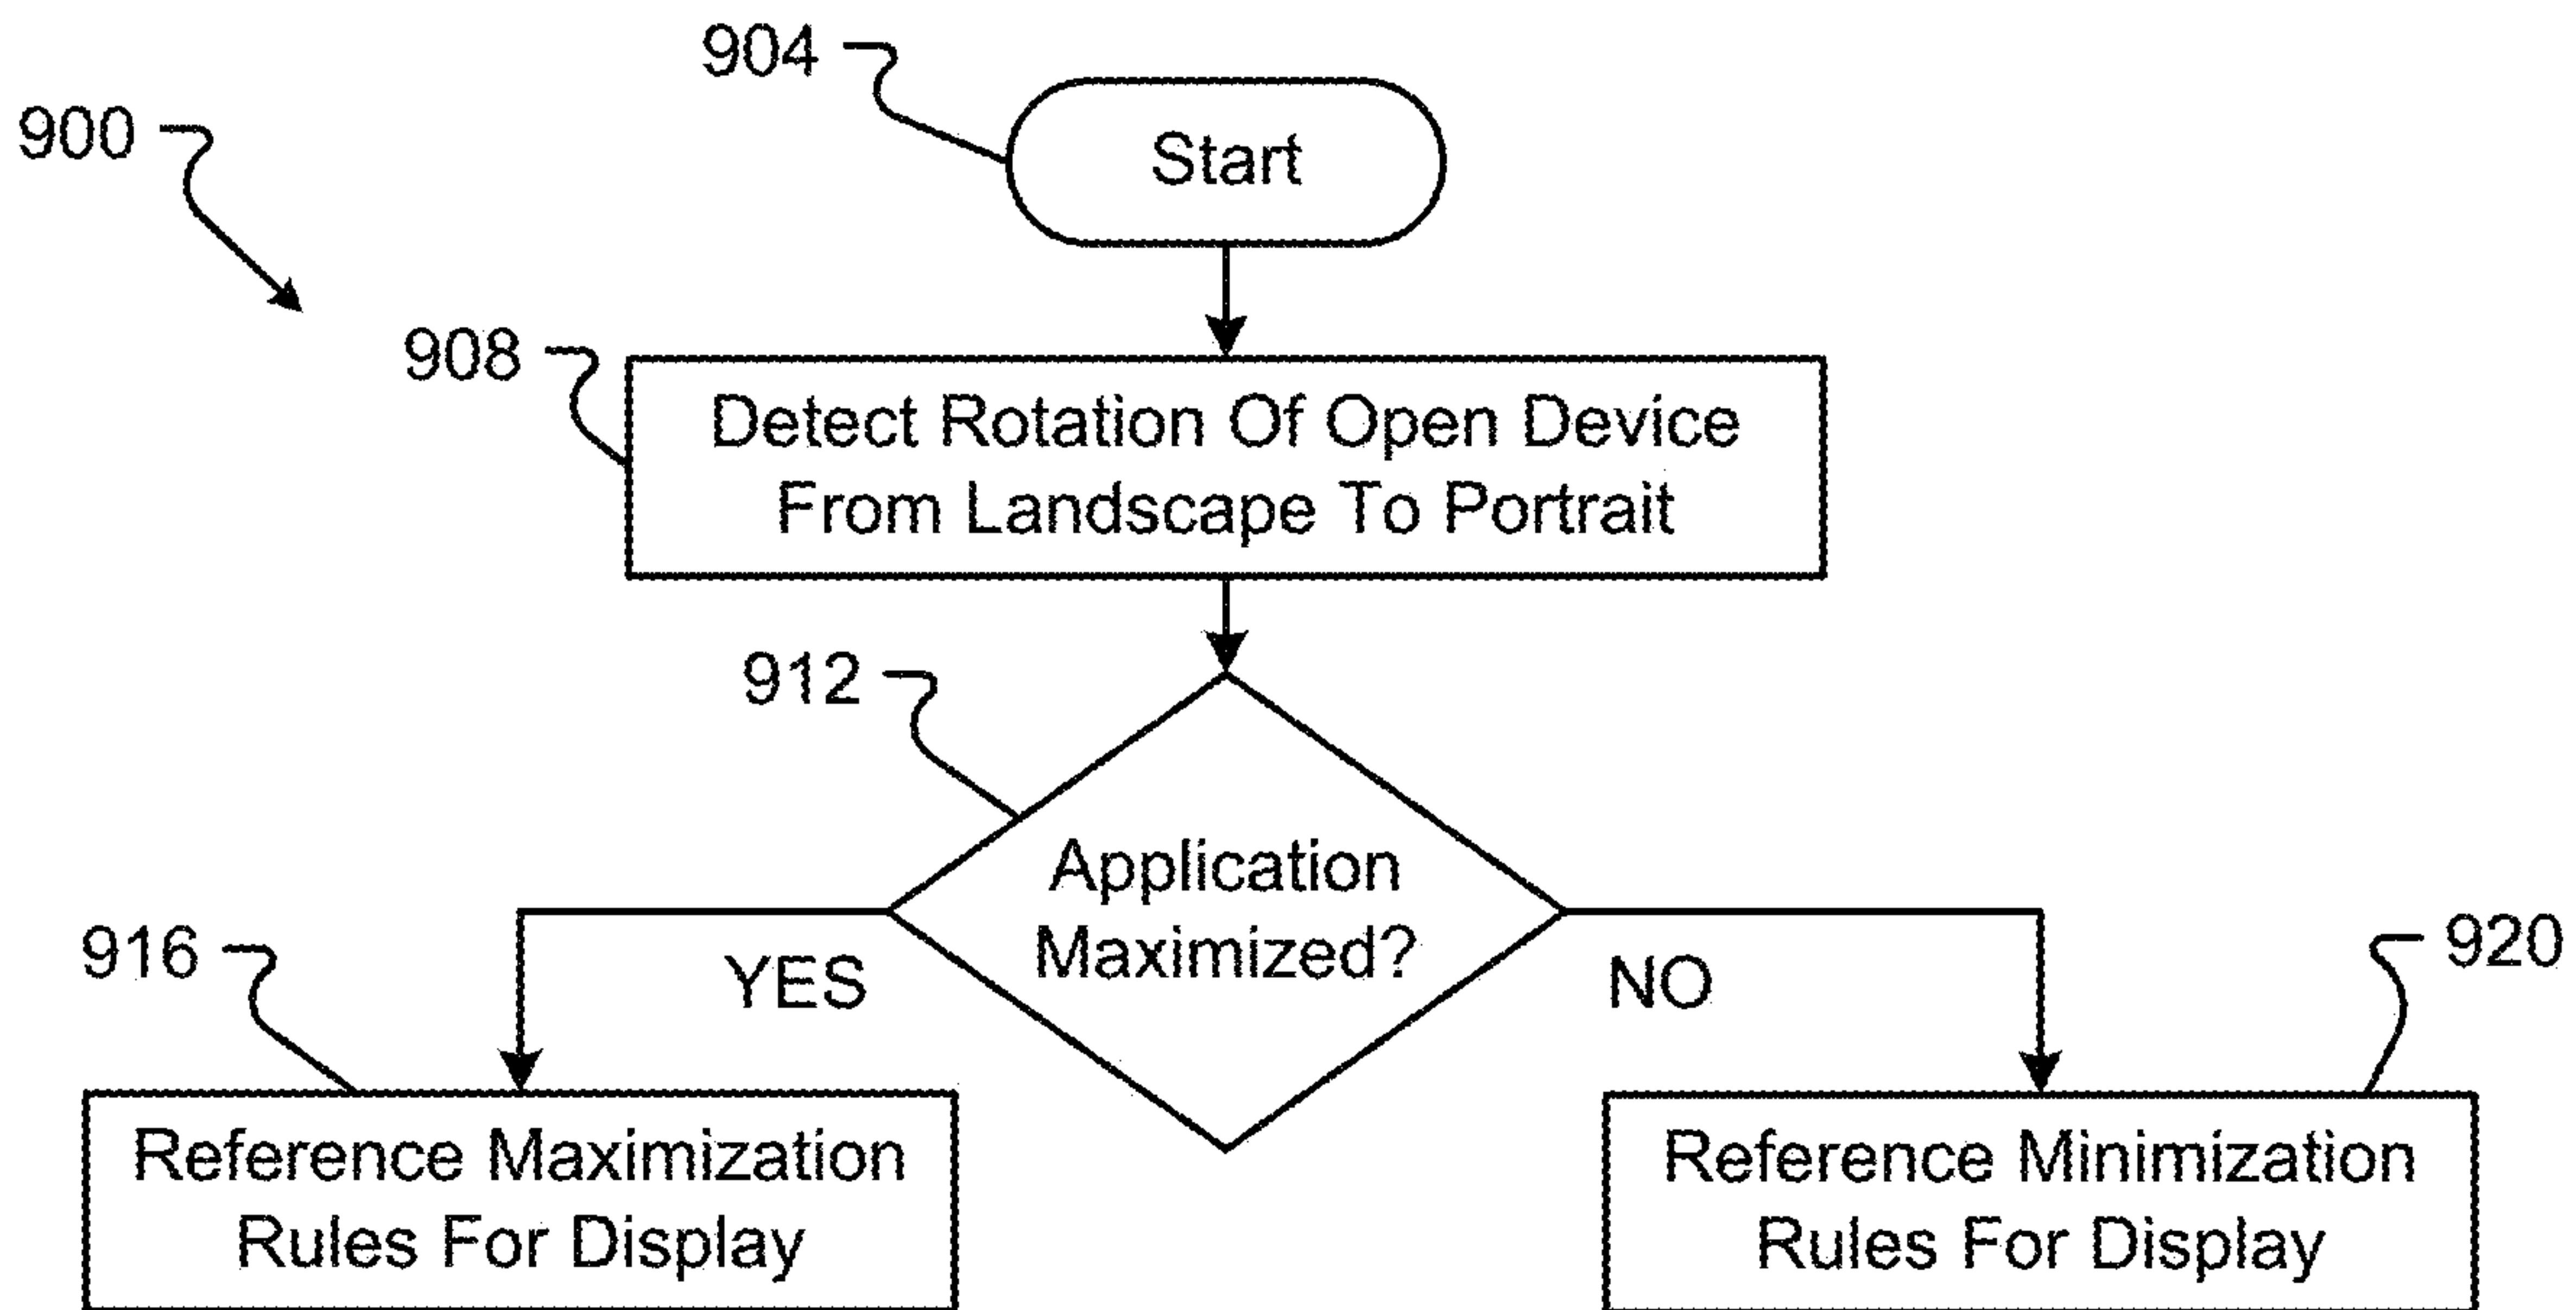 904
Start
900
908
Detect Rotation Of Open Device
From Landscape To Portrait
912
Application
Maximized?
YES
NO
916
920
Reference Maximization
Rules For Display
Reference Minimization
Rules For Display